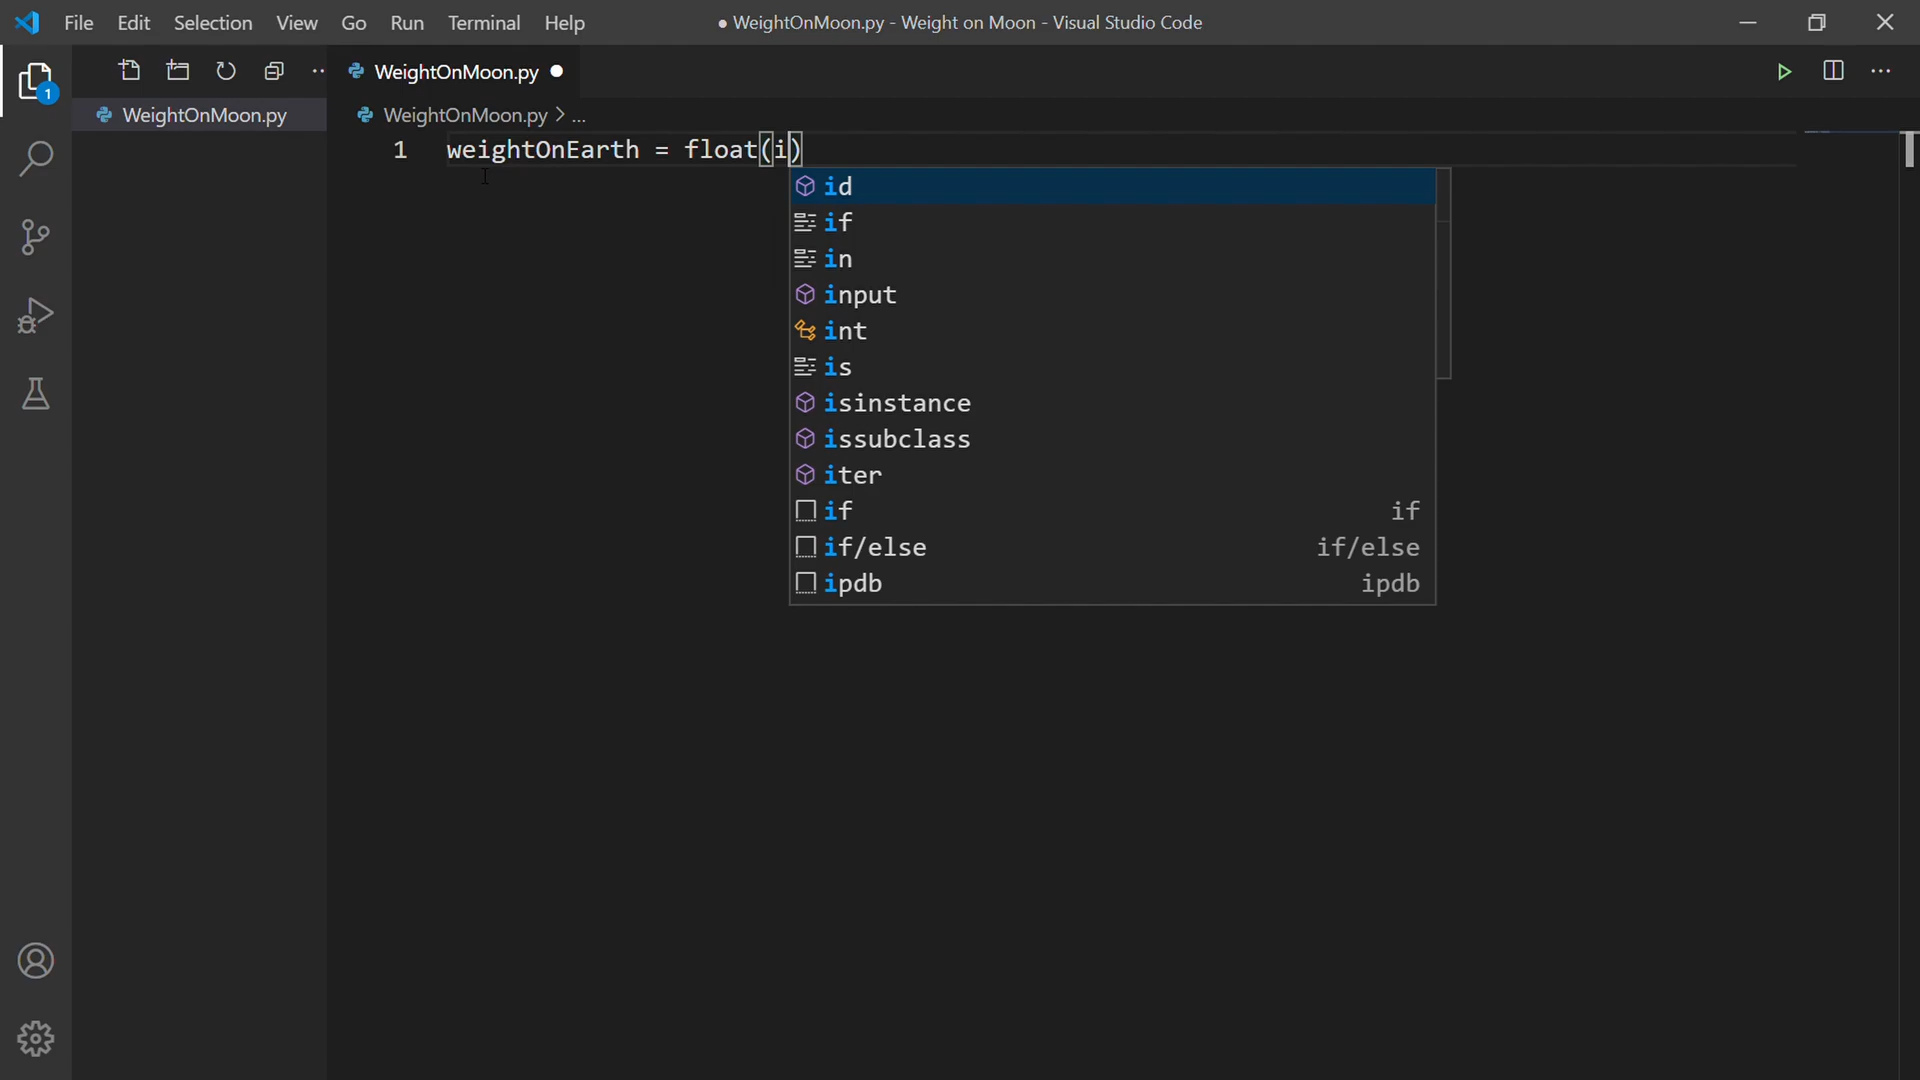 File Edit Selection View Go Run Terminal Help
● WeightOnMoon.py - Weight on Moon - Visual Studio Code
WeightOnMoon.py
1
WeightOnMoon.py
WeightOnMoon.py > ...
1 weightOnEarth = float(i)
id
if
in
input
int
is
isinstance
issubclass
iter
if if
if/else if/else
ipdb ipdb